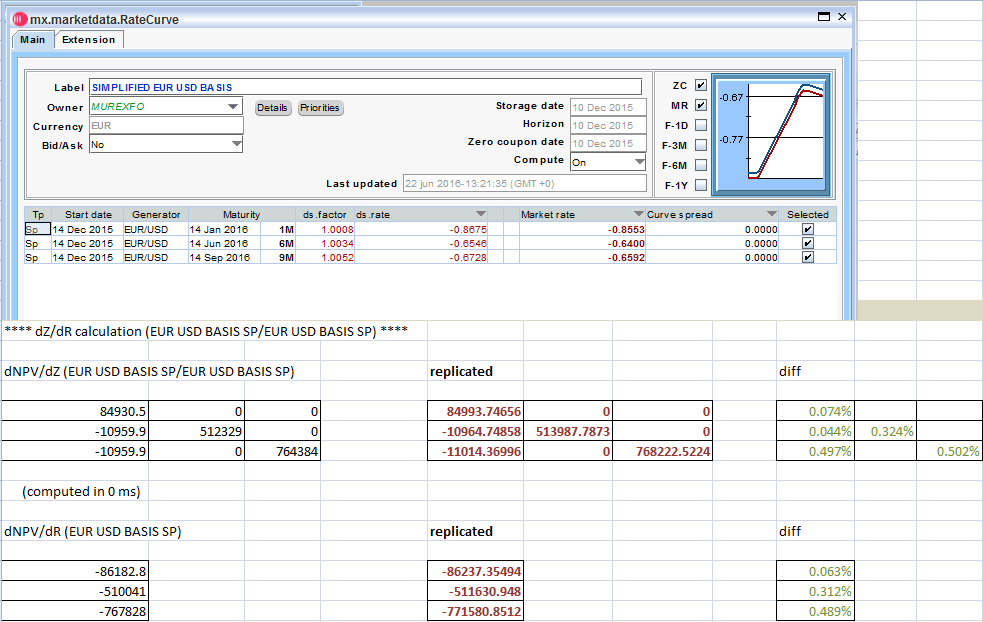 mx.marketdata.RateCurve
Main Extension
Label SIMPLIFIED EUR USD BASIS
Owner MUREXFO Details Priorities
Currency EUR
Bid/Ask No
Storage date 10 Dec 2015
Horizon 10 Dec 2015
Zero coupon date 10 Dec 2015
Compute On
Last updated 22 jun 2016-13:21:35 (GMT +0)
ZC
MR
F-1D
F-3M
F-6M
F-1Y
-0.67
-0.77
Tp Start date Generator Maturity ds.factor ds.rate Market rate Curve spread Selected
Sp 14 Dec 2015 EUR/USD 14 Jan 2016 1M 1.0008 -0.8675 -0.8553 0.0000
Sp 14 Dec 2015 EUR/USD 14 Jun 2016 6M 1.0034 -0.6546 -0.6400 0.0000
Sp 14 Dec 2015 EUR/USD 14 Sep 2016 9M 1.0052 -0.6728 -0.6592 0.0000
**** dZ/dR calculation (EUR USD BASIS SP/EUR USD BASIS SP) ****
dNPV/dZ (EUR USD BASIS SP/EUR USD BASIS SP) replicated diff
84930.5 0 0 84993.74656 0 0 0.074%
-10959.9 512329 0 -10964.74858 513987.7873 0 0.044% 0.324%
-10959.9 0 764384 -11014.36996 0 768222.5224 0.497% 0.502%
(computed in 0 ms)
dNPV/dR (EUR USD BASIS SP) replicated diff
-86182.8 -86237.35494 0.063%
-510041 -511630.948 0.312%
-767828 -771580.8512 0.489%